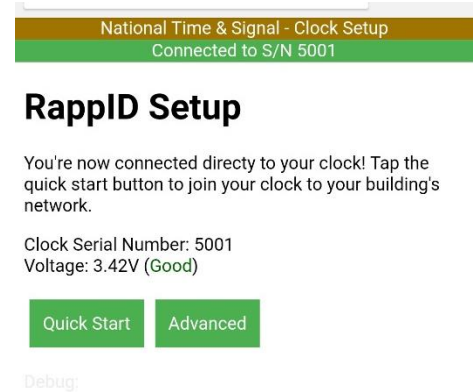 National Time & Signal - Clock Setup
Connected to S/N 5001
RappID Setup
You're now connected directy to your clock! Tap the
quick start button to join your clock to your building's
network.
Clock Serial Number: 5001
Voltage: 3.42V (Good)
Quick Start Advanced
Debug: